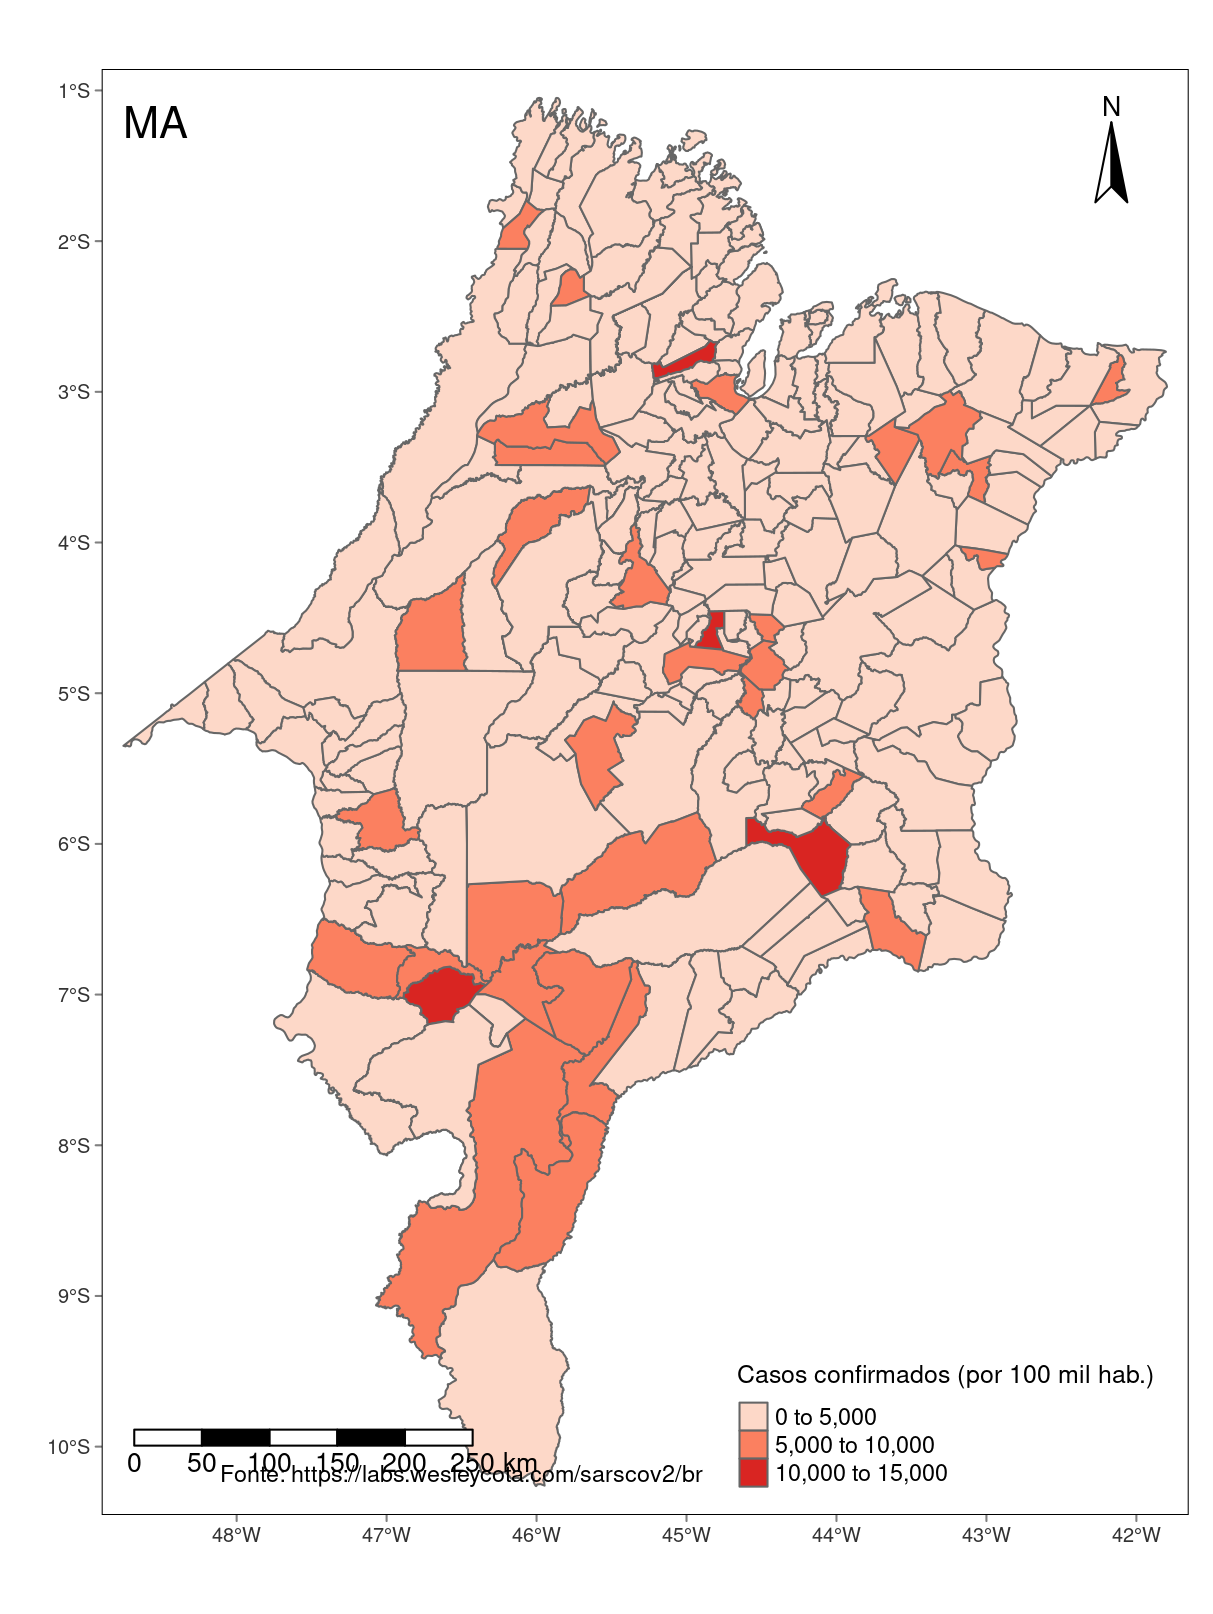 1°S
MA
N
2°S
3°S
4°S
5°S
6°S
7°S
8°S
9°S
10°S
Casos confirmados (por 100 mil hab.)
0 to 5,000
5,000 to 10,000
10,000 to 15,000
0 50 100 150 200 250 km
Fonte: https://labs.wesleycota.com/sarscov2/br
48°W 47°W 46°W 45°W 44°W 43°W 42°W